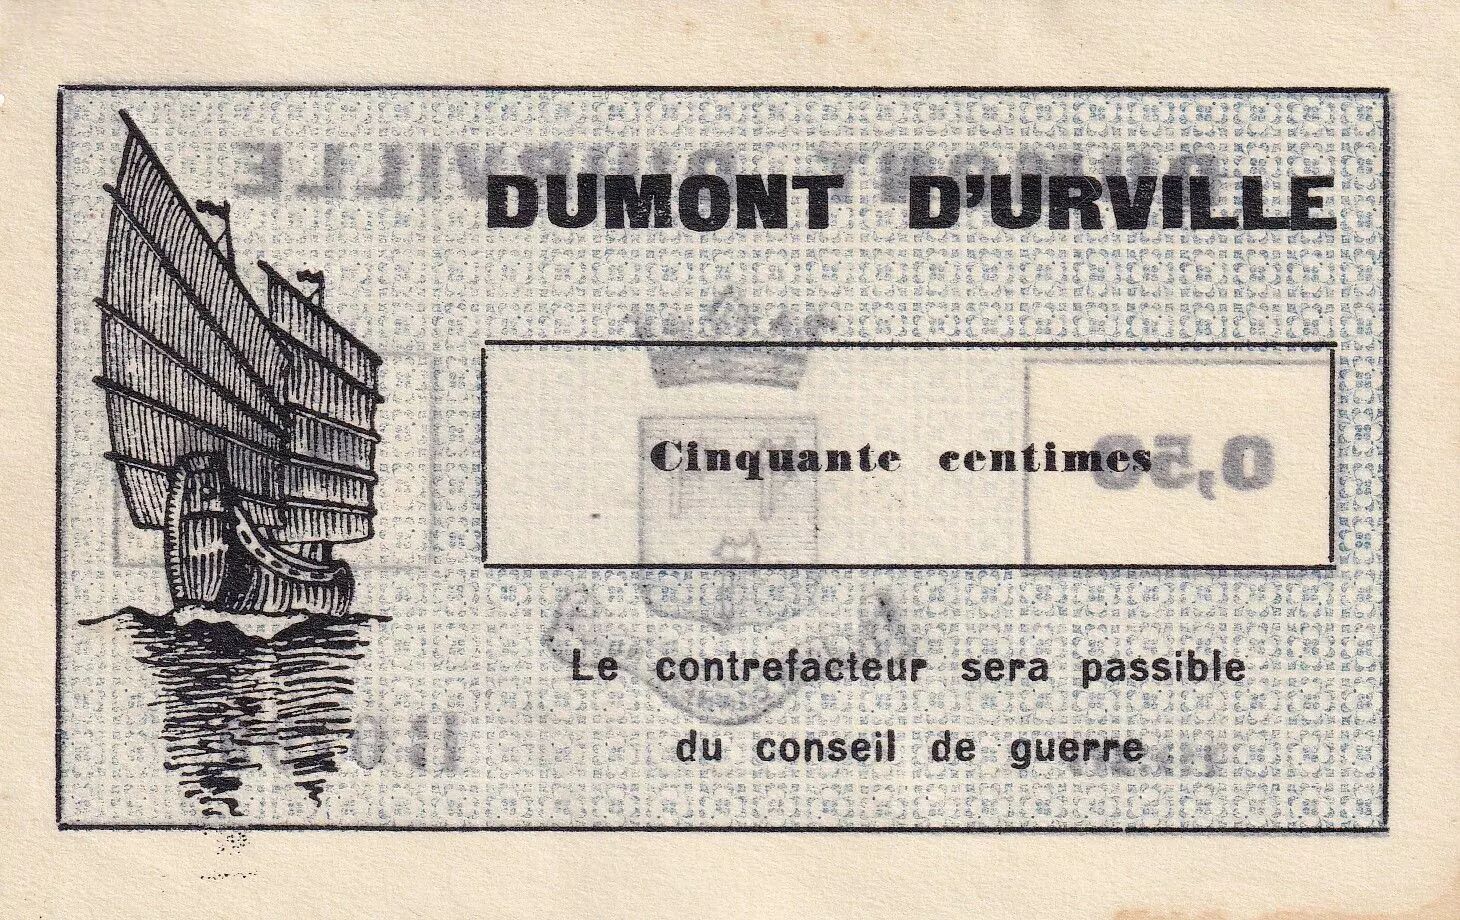 DUMONT D'URVILLE
Cinquante centimes
0,50
Le contrefacteur sera passible
du conseil de guerre